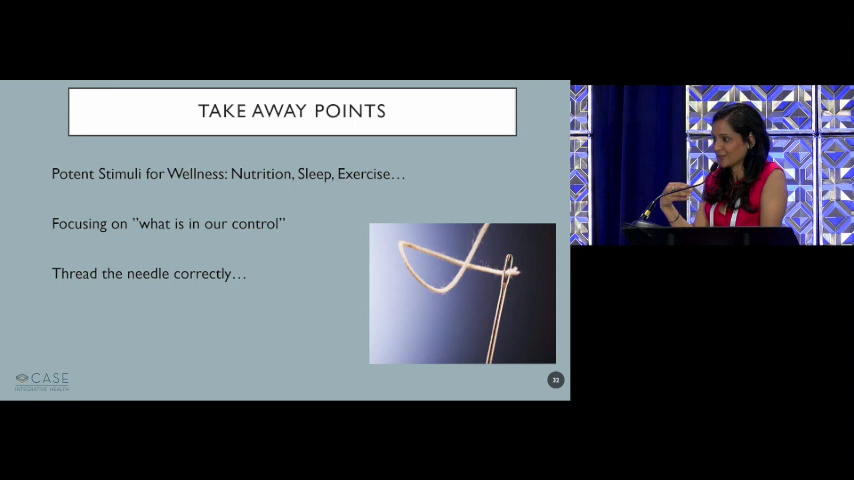 TAKE AWAY POINTS
Potent Stimuli for Wellness: Nutrition, Sleep, Exercise…
Focusing on ”what is in our control”
Thread the needle correctly…
CASE
INTEGRATIVE HEALTH
32